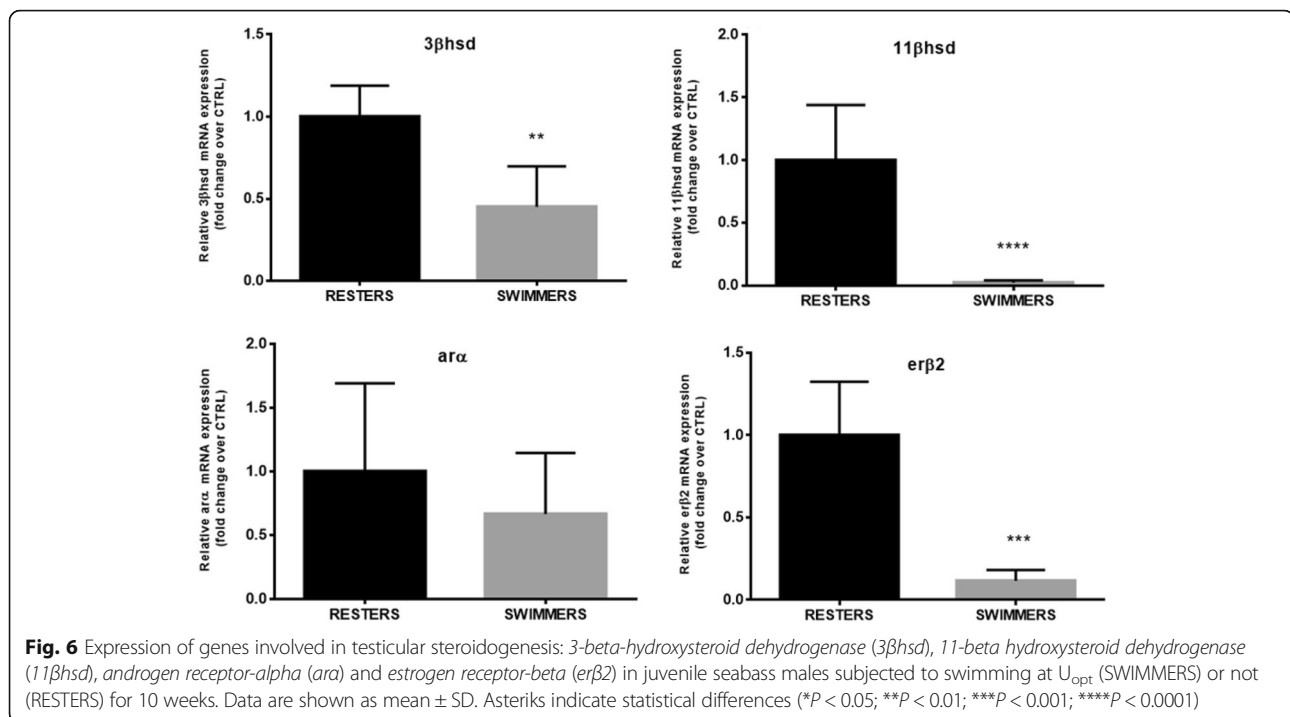 3βhsd
Relative 3βhsd mRNA expression
(fold change over CTRL)
1.5
1.0
0.5
0.0
**
RESTERS
SWIMMERS
11βhsd
Relative 11βhsd mRNA expression
(fold change over CTRL)
2.0
1.5
1.0
0.5
0.0
****
RESTERS
SWIMMERS
arα
Relative arα mRNA expression
(fold change over CTRL)
2.0
1.5
1.0
0.5
0.0
RESTERS
SWIMMERS
erβ2
Relative erβ2 mRNA expression
(fold change over CTRL)
1.5
1.0
0.5
0.0
***
RESTERS
SWIMMERS
Fig. 6 Expression of genes involved in testicular steroidogenesis: 3-beta-hydroxysteroid dehydrogenase (3βhsd), 11-beta hydroxysteroid dehydrogenase
(11βhsd), androgen receptor-alpha (arα) and estrogen receptor-beta (erβ2) in juvenile seabass males subjected to swimming at Uopt (SWIMMERS) or not
(RESTERS) for 10 weeks. Data are shown as mean ± SD. Asteriks indicate statistical differences (*P < 0.05; **P < 0.01; ***P < 0.001; ****P < 0.0001)